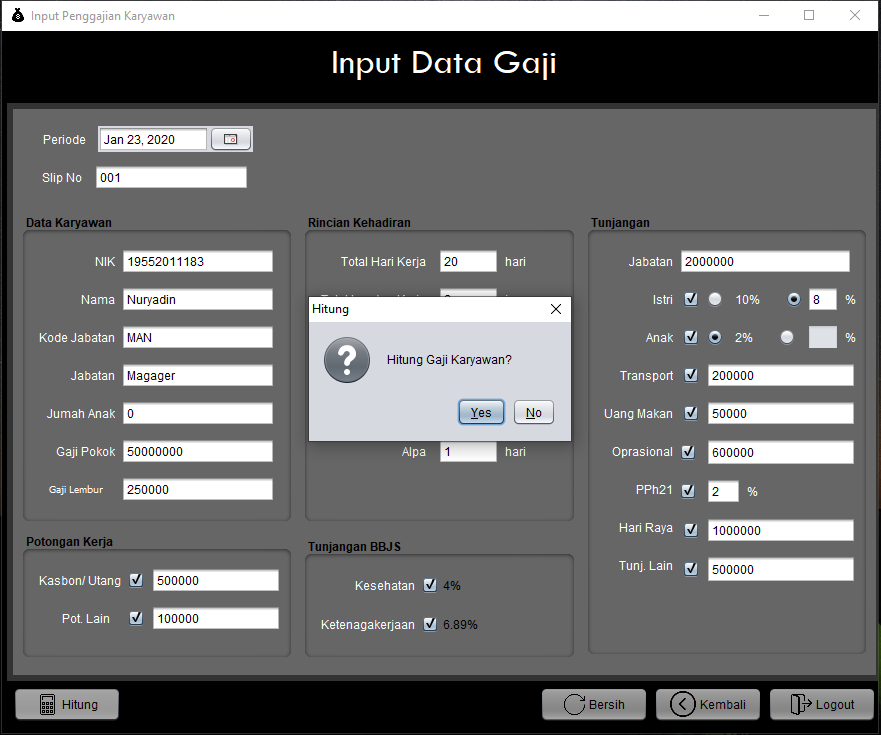 Input Penggajian Karyawan
Input Data Gaji
Periode Jan 23, 2020
Slip No 001
Data Karyawan
NIK 19552011183
Nama Nuryadin
Kode Jabatan MAN
Jabatan Magager
Jumah Anak 0
Gaji Pokok 50000000
Gaji Lembur 250000
Rincian Kehadiran
Total Hari Kerja 20 hari
Hitung
Hitung Gaji Karyawan?
Yes No
Alpa 1 hari
Tunjangan
Jabatan 2000000
Istri 10% 8 %
Anak 2% %
Transport 200000
Uang Makan 50000
Oprasional 600000
PPh21 2 %
Hari Raya 1000000
Tunj. Lain 500000
Potongan Kerja
Kasbon/ Utang 500000
Pot. Lain 100000
Tunjangan BBJS
Kesehatan 4%
Ketenagakerjaan 6.89%
Hitung Bersih Kembali Logout